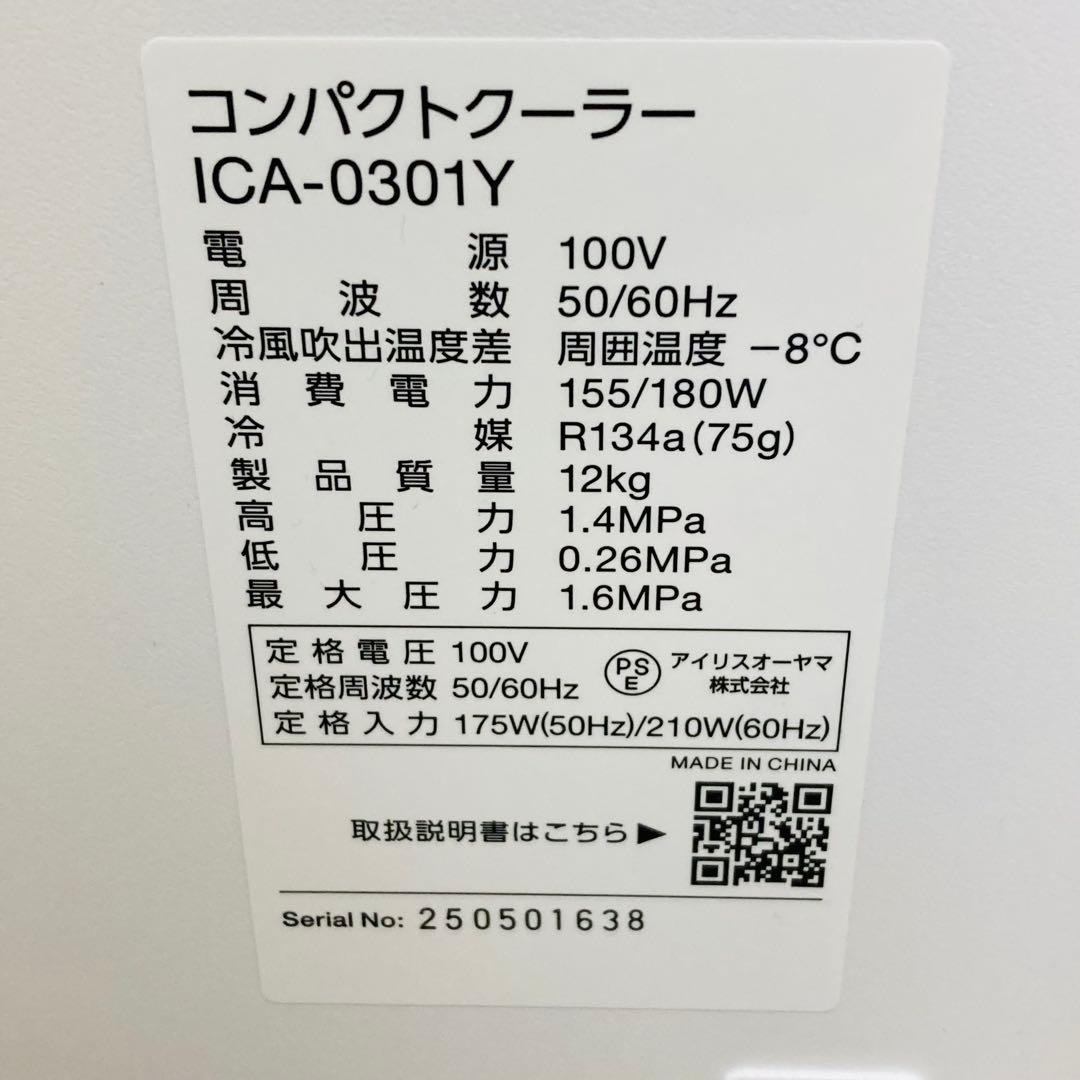 コンパクトクーラー
ICA-0301Y
電源 100V
周波数 50/60Hz
冷風吹出温度差 周囲温度 −8℃
消費電力 155/180W
冷媒 R134a(75g)
製品質量 12kg
高圧力 1.4MPa
低圧力 0.26MPa
最大圧力 1.6MPa
定格電圧 100V
定格周波数 50/60Hz
定格入力 175W(50Hz)/210W(60Hz)
PSE
アイリスオーヤマ
株式会社
MADE IN CHINA
取扱説明書はこちら▶
Serial No: 250501638